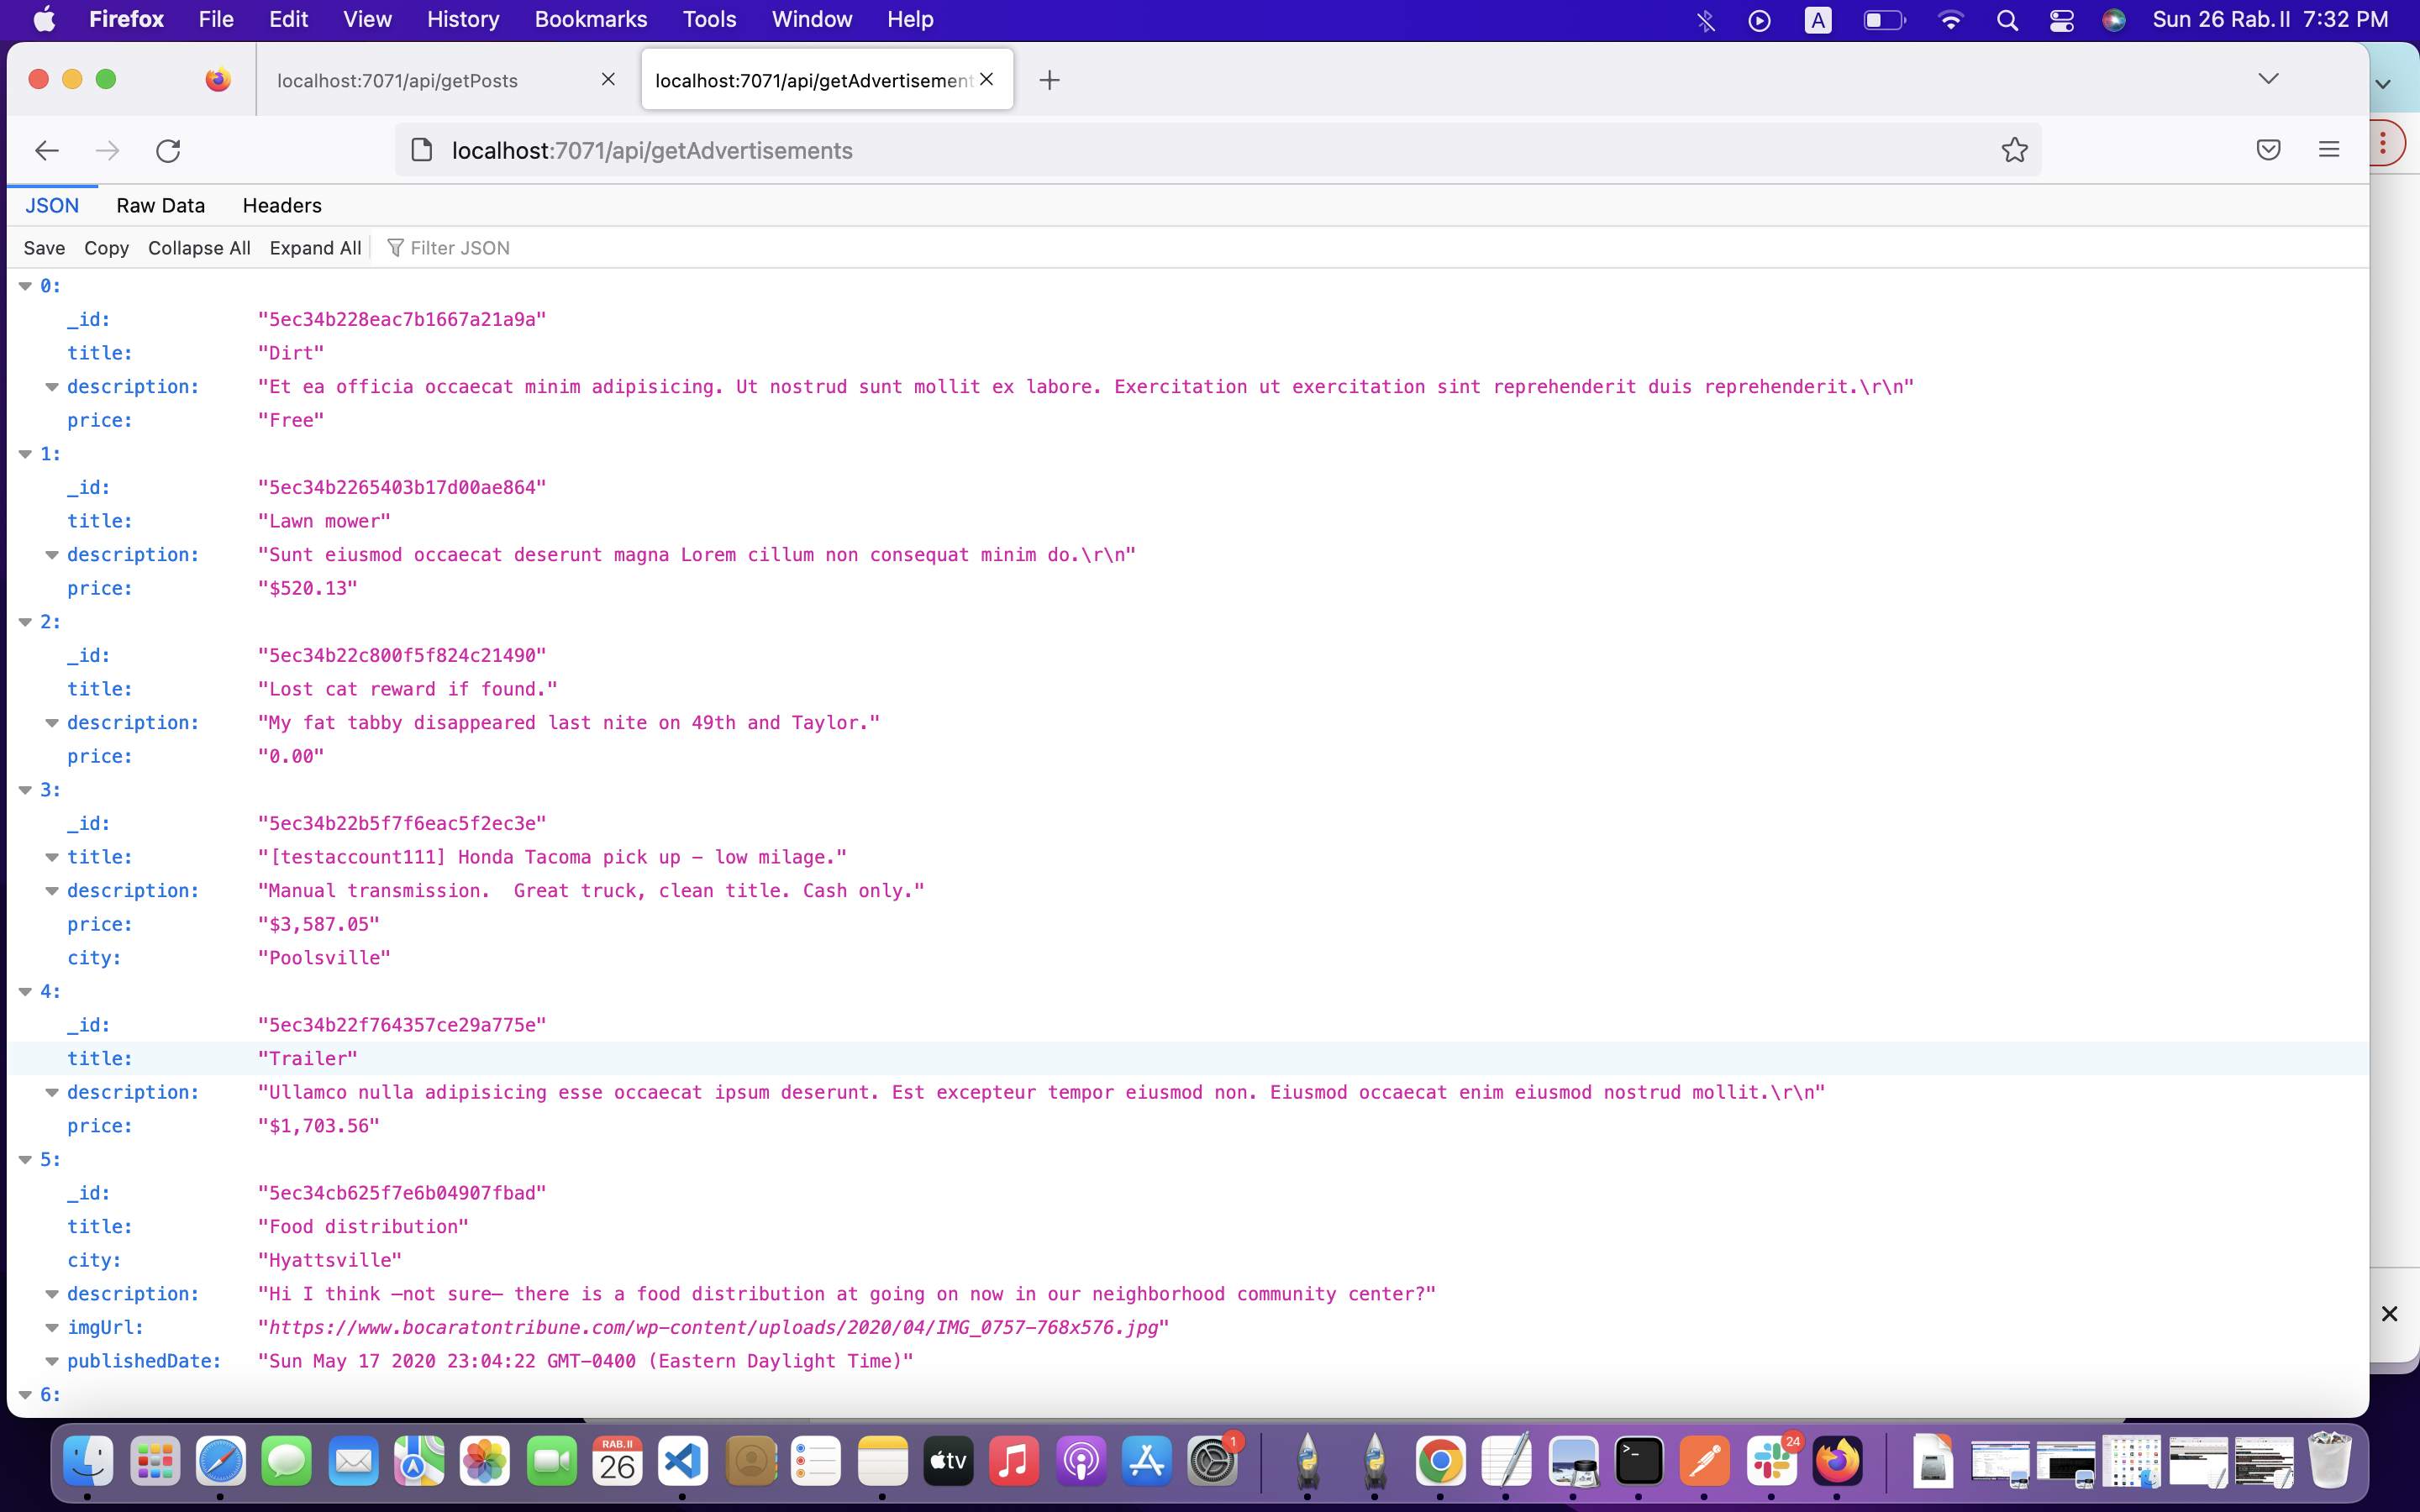 Firefox File Edit View History Bookmarks Tools Window Help A Sun 26 Rab. II 7:32 PM
localhost:7071/api/getPosts localhost:7071/api/getAdvertisement
localhost:7071/api/getAdvertisements
JSON Raw Data Headers
Save Copy Collapse All Expand All Filter JSON
0:
_id: "5ec34b228eac7b1667a21a9a"
title: "Dirt"
description: "Et ea officia occaecat minim adipisicing. Ut nostrud sunt mollit ex labore. Exercitation ut exercitation sint reprehenderit duis reprehenderit.\r\n"
price: "Free"
1:
_id: "5ec34b2265403b17d00ae864"
title: "Lawn mower"
description: "Sunt eiusmod occaecat deserunt magna Lorem cillum non consequat minim do.\r\n"
price: "$520.13"
2:
_id: "5ec34b22c800f5f824c21490"
title: "Lost cat reward if found."
description: "My fat tabby disappeared last nite on 49th and Taylor."
price: "0.00"
3:
_id: "5ec34b22b5f7f6eac5f2ec3e"
title: "[testaccount111] Honda Tacoma pick up – low milage."
description: "Manual transmission.  Great truck, clean title. Cash only."
price: "$3,587.05"
city: "Poolsville"
4:
_id: "5ec34b22f764357ce29a775e"
title: "Trailer"
description: "Ullamco nulla adipisicing esse occaecat ipsum deserunt. Est excepteur tempor eiusmod non. Eiusmod occaecat enim eiusmod nostrud mollit.\r\n"
price: "$1,703.56"
5:
_id: "5ec34cb625f7e6b04907fbad"
title: "Food distribution"
city: "Hyattsville"
description: "Hi I think –not sure– there is a food distribution at going on now in our neighborhood community center?"
imgUrl: "https://www.bocaratontribune.com/wp-content/uploads/2020/04/IMG_0757-768x576.jpg"
publishedDate: "Sun May 17 2020 23:04:22 GMT-0400 (Eastern Daylight Time)"
6:
RAB. II
26
tv
1
>_
24